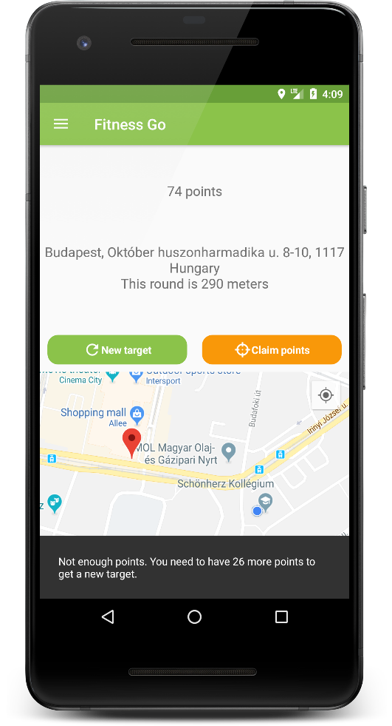 LTE 4:09
Fitness Go
74 points
Budapest, Október huszonharmadika u. 8-10, 1117
Hungary
This round is 290 meters
New target
Claim points
Cinema City
Intersport
Shopping mall
Allee
Budafoki út
Irinyi József u.
MOL Magyar Olaj-
és Gázipari Nyrt
Schönherz Kollégium
Not enough points. You need to have 26 more points to
get a new target.